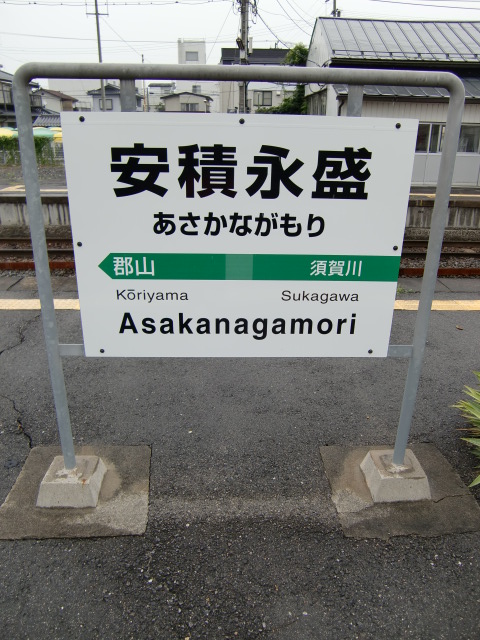 安積永盛
あさかながもり
郡山 須賀川
Kōriyama Sukagawa
Asakanagamori